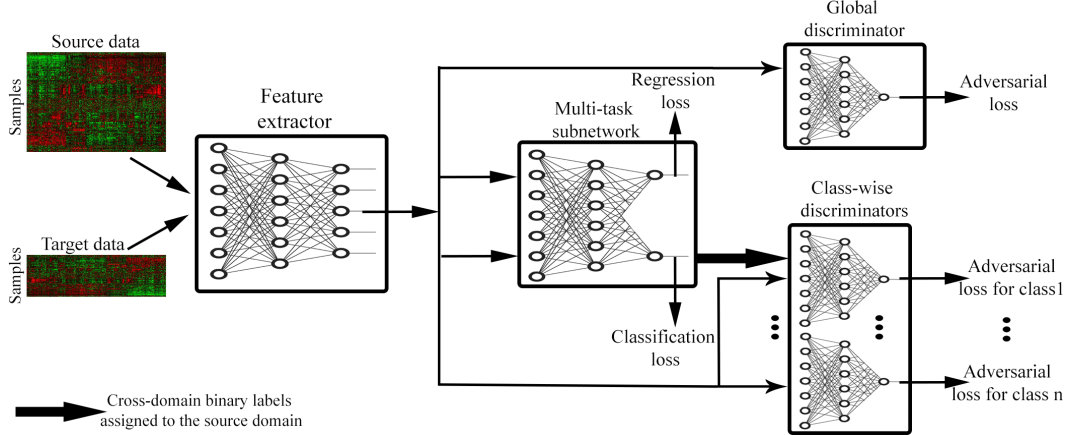 Source data
Samples
Target data
Samples
Feature
extractor
Multi-task
subnetwork
Regression
loss
Classification
loss
Global
discriminator
Adversarial
loss
Class-wise
discriminators
Adversarial
loss for class1
Adversarial
loss for class n
Cross-domain binary labels
assigned to the source domain